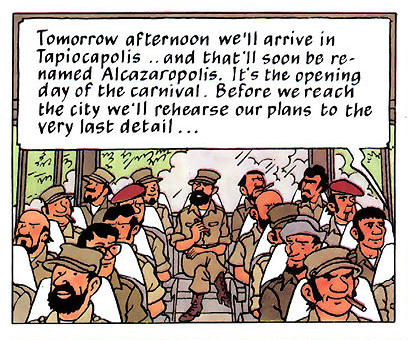 Tomorrow afternoon we'll arrive in
Tapiocapolis .. and that'll soon be re-
named Alcazaropolis. It's the opening
day of the carnival. Before we reach
the city we'll rehearse our plans to the
very last detail ...